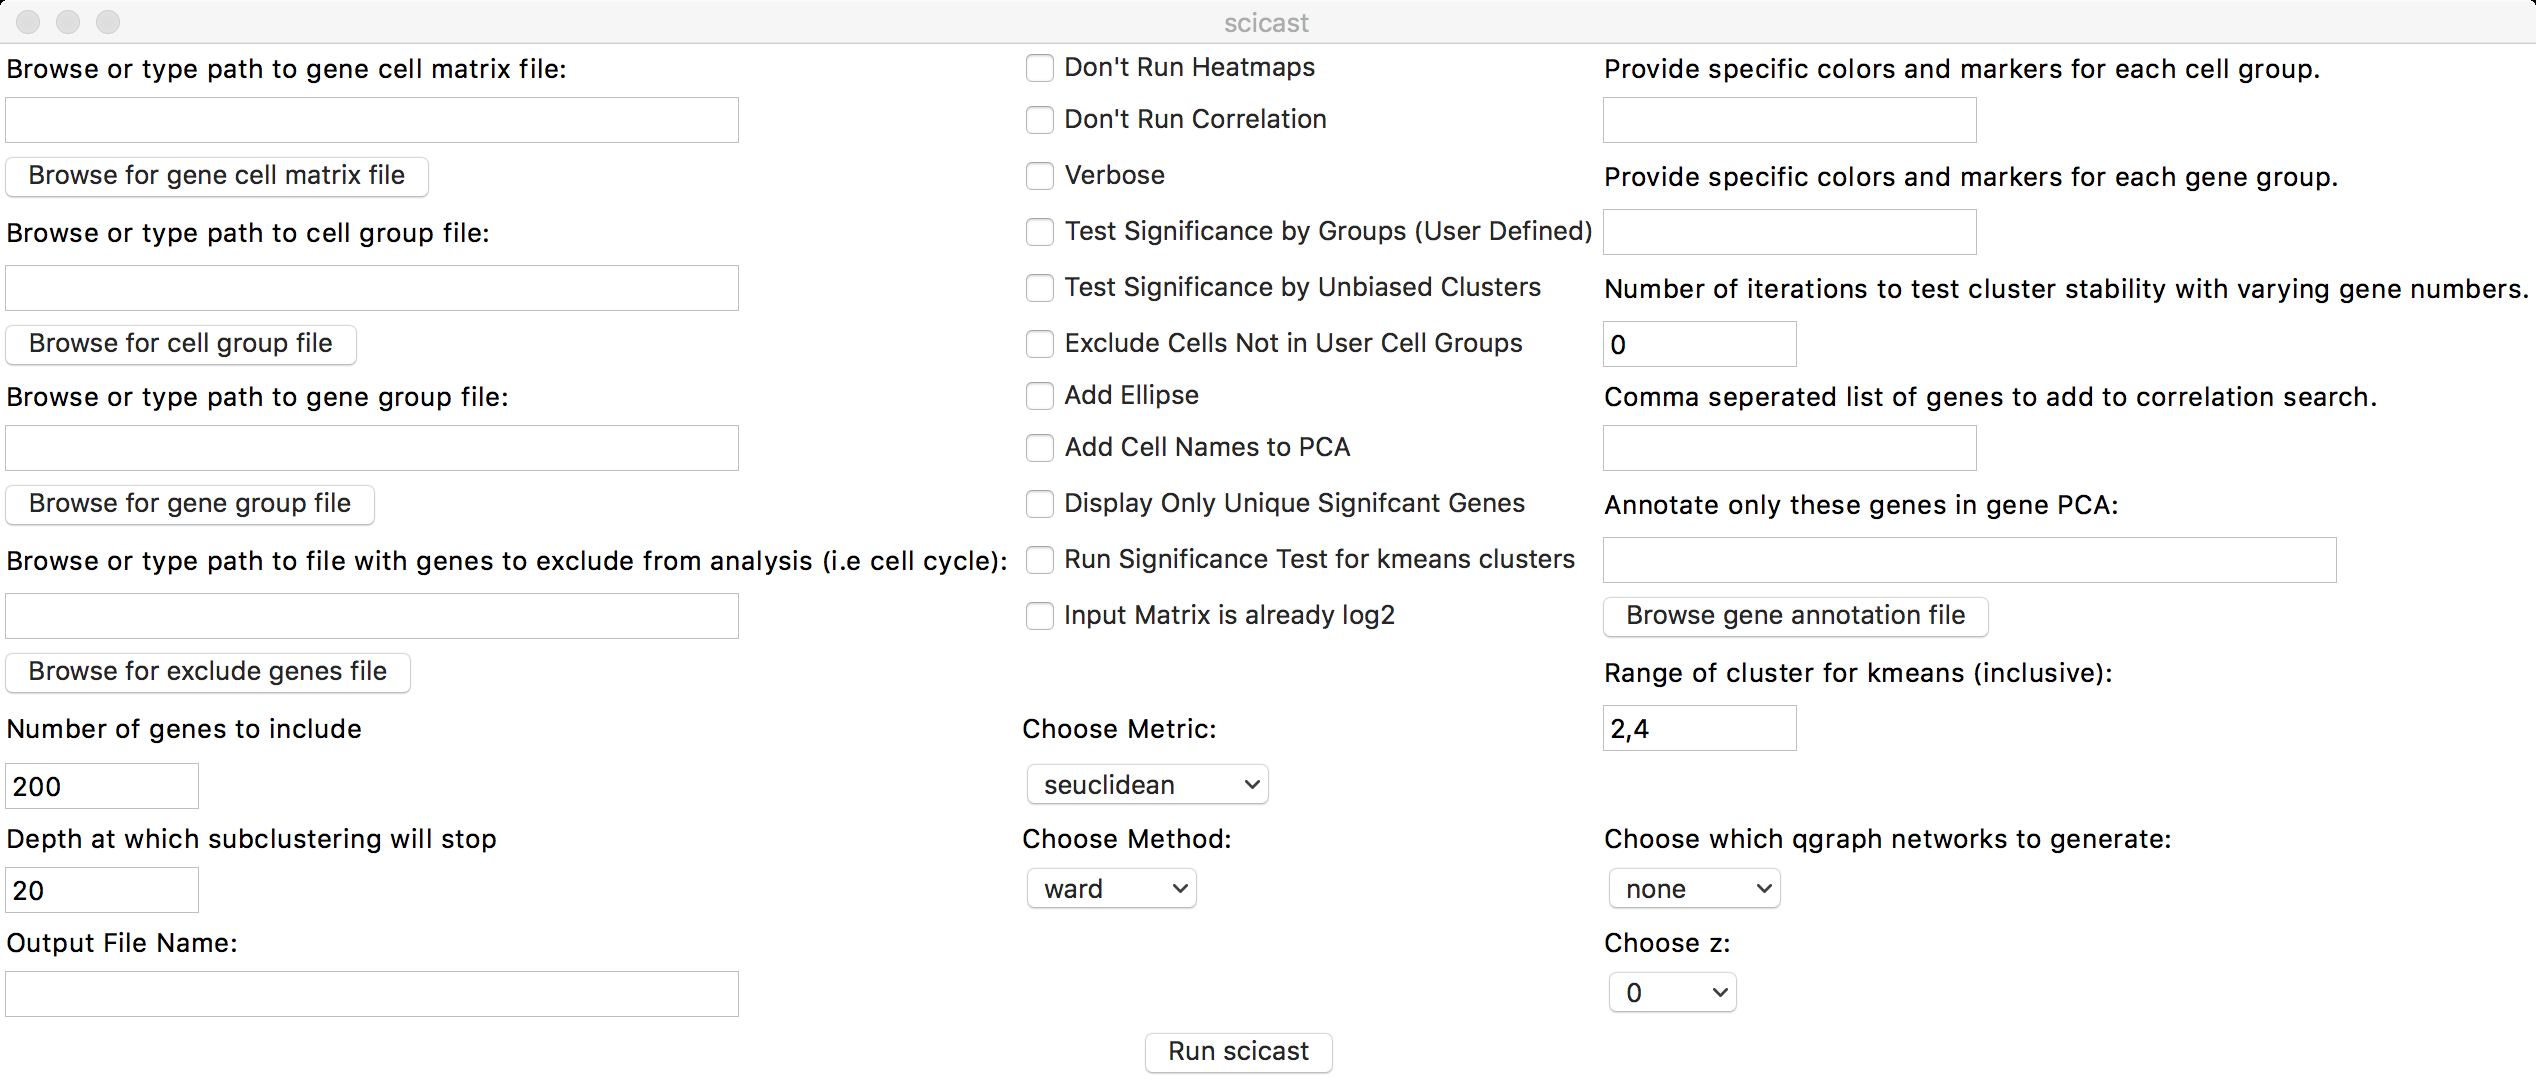 scicast
Browse or type path to gene cell matrix file:
Browse for gene cell matrix file
Browse or type path to cell group file:
Browse for cell group file
Browse or type path to gene group file:
Browse for gene group file
Browse or type path to file with genes to exclude from analysis (i.e cell cycle):
Browse for exclude genes file
Number of genes to include
200
Depth at which subclustering will stop
20
Output File Name:
Don't Run Heatmaps
Don't Run Correlation
Verbose
Test Significance by Groups (User Defined)
Test Significance by Unbiased Clusters
Exclude Cells Not in User Cell Groups
Add Ellipse
Add Cell Names to PCA
Display Only Unique Signifcant Genes
Run Significance Test for kmeans clusters
Input Matrix is already log2
Choose Metric:
seuclidean
Choose Method:
ward
Provide specific colors and markers for each cell group.
Provide specific colors and markers for each gene group.
Number of iterations to test cluster stability with varying gene numbers.
0
Comma seperated list of genes to add to correlation search.
Annotate only these genes in gene PCA:
Browse gene annotation file
Range of cluster for kmeans (inclusive):
2,4
Choose which qgraph networks to generate:
none
Choose z:
0
Run scicast